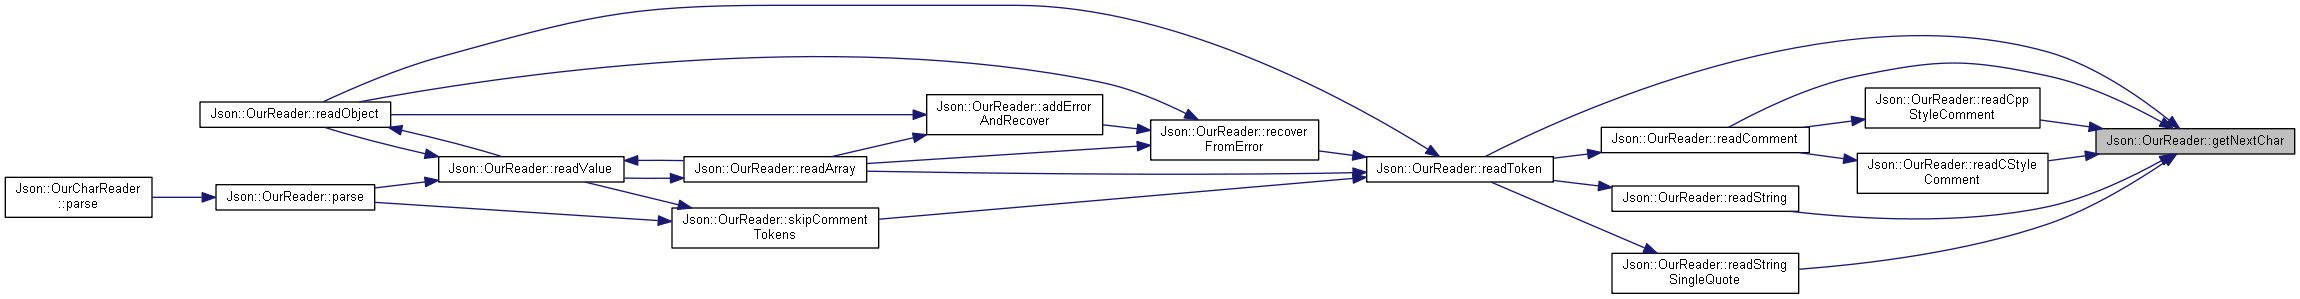 Json::OurCharReader
::parse
Json::OurReader::parse
Json::OurReader::readObject
Json::OurReader::readValue
Json::OurReader::skipComment
Tokens
Json::OurReader::readArray
Json::OurReader::addError
AndRecover
Json::OurReader::recover
FromError
Json::OurReader::readToken
Json::OurReader::readComment
Json::OurReader::readString
Json::OurReader::readString
SingleQuote
Json::OurReader::readCpp
StyleComment
Json::OurReader::readCStyle
Comment
Json::OurReader::getNextChar